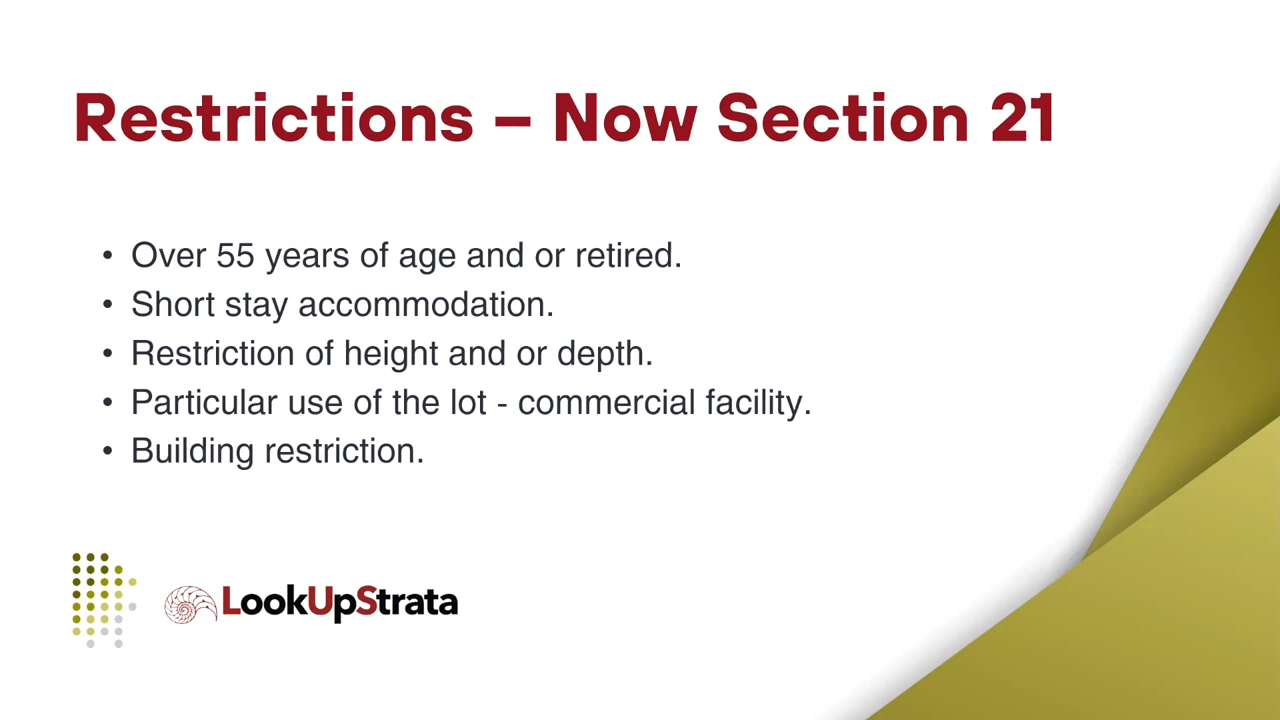 Restrictions – Now Section 21
• Over 55 years of age and or retired.
• Short stay accommodation.
• Restriction of height and or depth.
• Particular use of the lot - commercial facility.
• Building restriction.
LookUpStrata